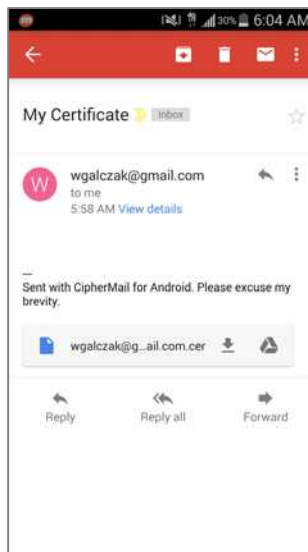 m 30% 6:04 AM
My Certificate Inbox
W wgalczak@gmail.com
to me
5:58 AM View details
—
Sent with CipherMail for Android. Please excuse my
brevity.
wgalczak@g...ail.com.cer
Reply Reply all Forward